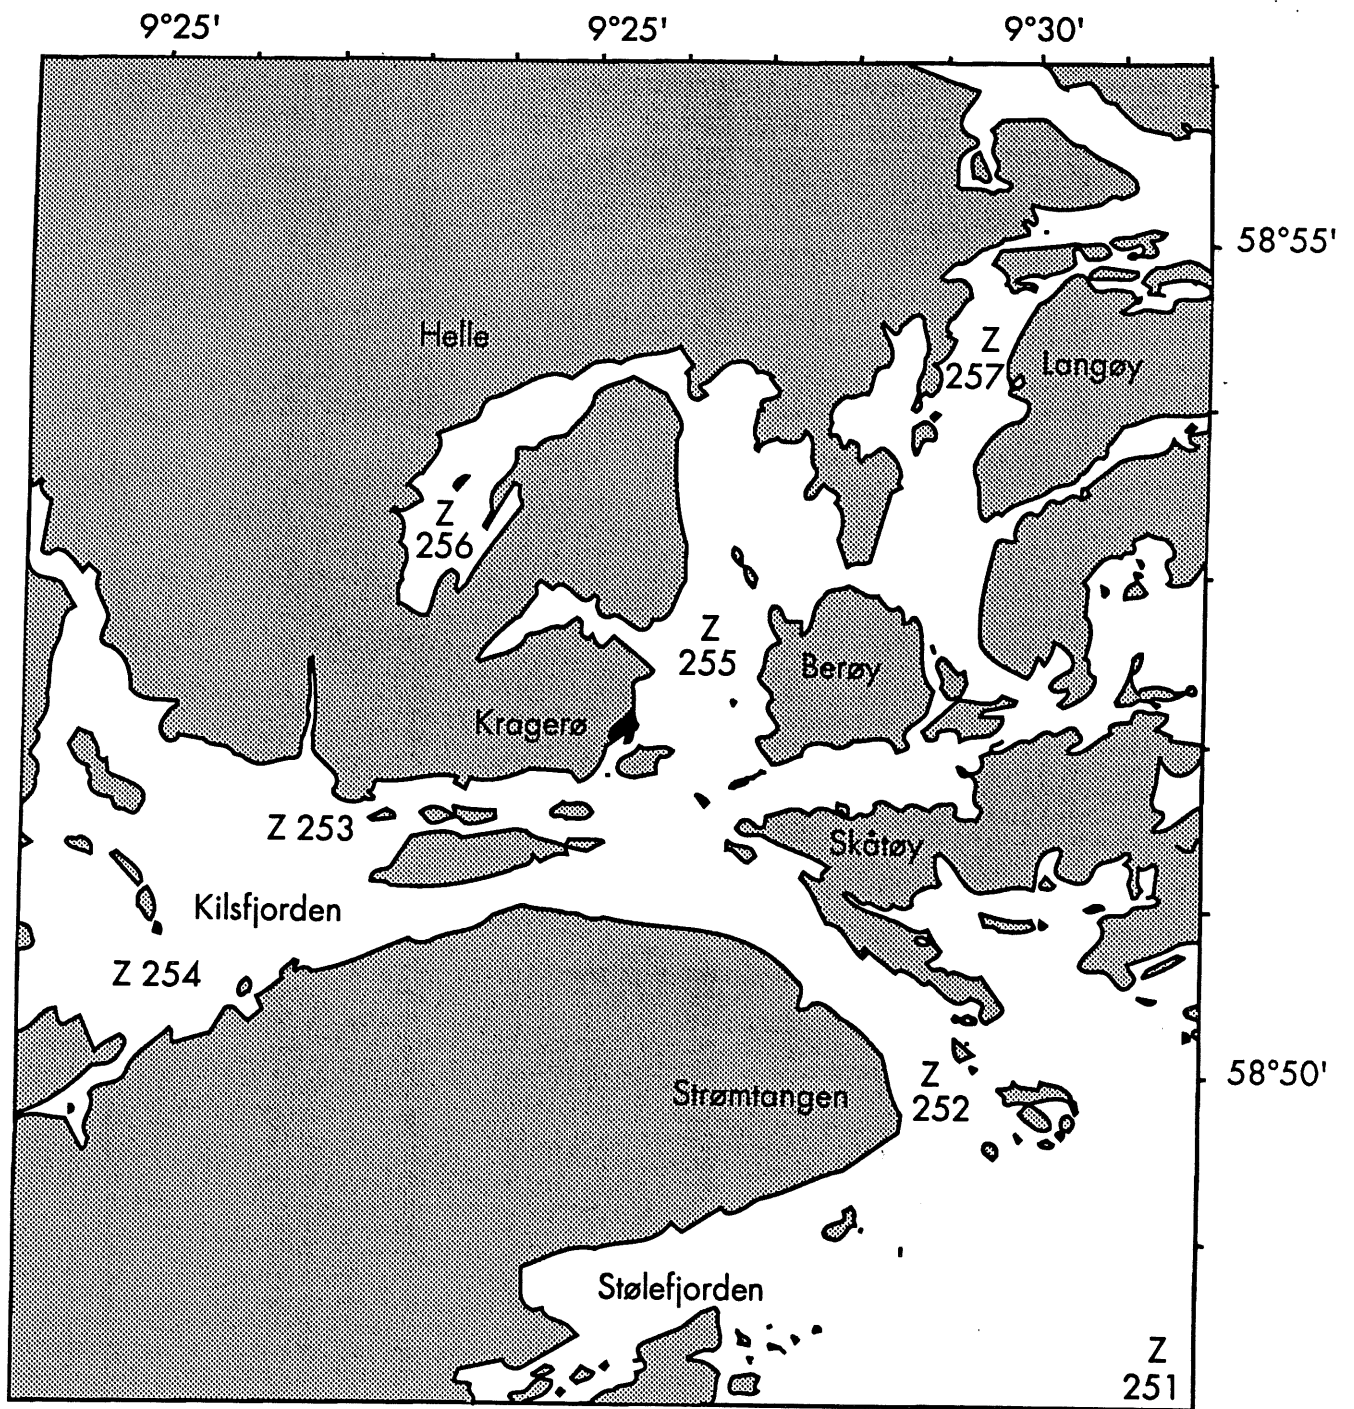 9°25' 9°25' 9°30'
58°55'
Helle
Z
257
Langøy
Z
256
Z
255
Berøy
Kragerø
Z 253
Skåtøy
Kilsfjorden
Z 254
58°50'
Z
252
Strømtangen
Stølefjorden
Z
251